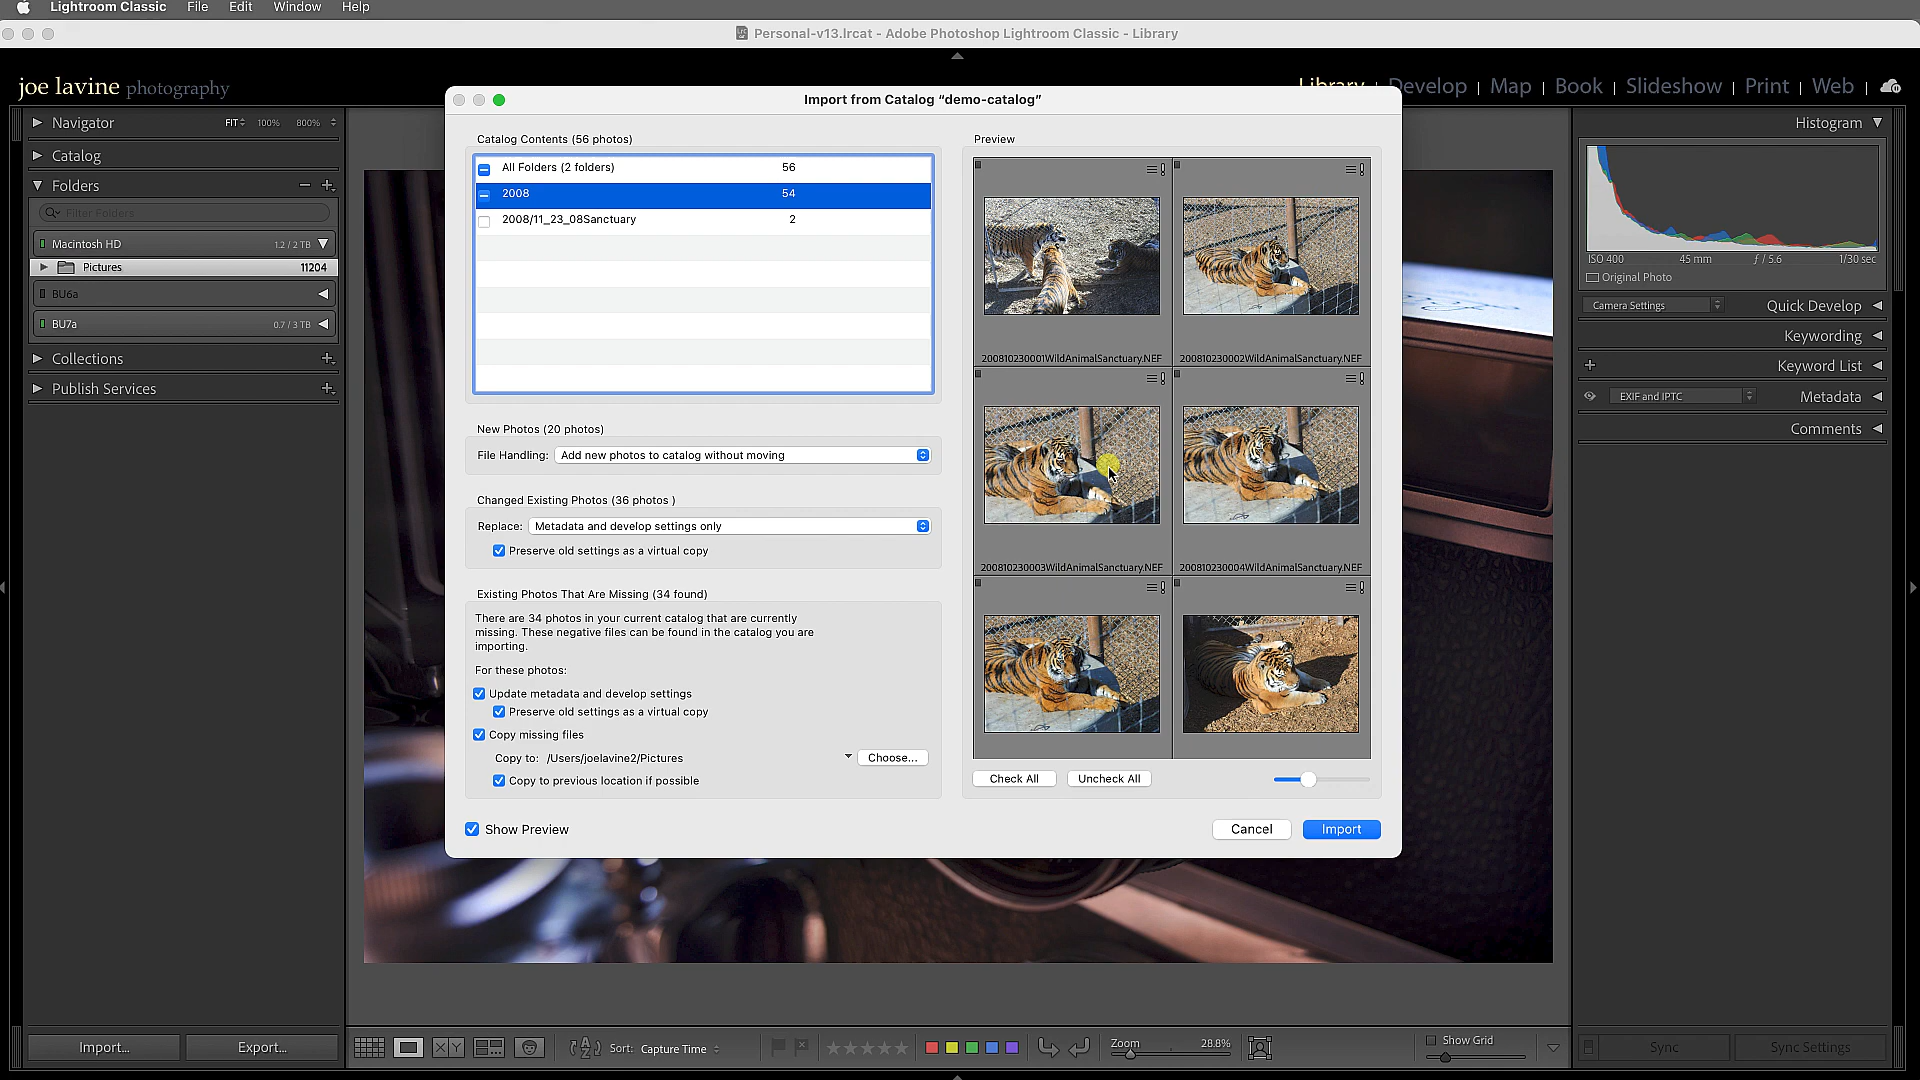 Lightroom Classic File Edit Window Help
Personal-v13.lrcat - Adobe Photoshop Lightroom Classic - Library
joe lavine photography
Library | Develop | Map | Book | Slideshow | Print | Web |
Navigator FIT 100% 800%
Catalog
Folders
Filter Folders
Macintosh HD 1.2 / 2 TB
Pictures 11204
BU6a
BU7a 0.7 / 3 TB
Collections
Publish Services
Import from Catalog “demo-catalog”
Catalog Contents (56 photos)
All Folders (2 folders) 56
2008 54
2008/11_23_08Sanctuary 2
New Photos (20 photos)
File Handling: Add new photos to catalog without moving
Changed Existing Photos (36 photos )
Replace: Metadata and develop settings only
Preserve old settings as a virtual copy
Existing Photos That Are Missing (34 found)
There are 34 photos in your current catalog that are currently
missing. These negative files can be found in the catalog you are
importing.
For these photos:
Update metadata and develop settings
Preserve old settings as a virtual copy
Copy missing files
Copy to: /Users/joelavine2/Pictures Choose...
Copy to previous location if possible
Show Preview
Preview
200810230001WildAnimalSanctuary.NEF 200810230002WildAnimalSanctuary.NEF
200810230003WildAnimalSanctuary.NEF 200810230004WildAnimalSanctuary.NEF
Check All Uncheck All
Cancel Import
Histogram
ISO 400 45 mm ƒ / 5.6 1/30 sec
Original Photo
Camera Settings Quick Develop
Keywording
Keyword List
EXIF and IPTC Metadata
Comments
Import... Export...
Sort: Capture Time
Zoom 28.8%
Show Grid
Sync Sync Settings